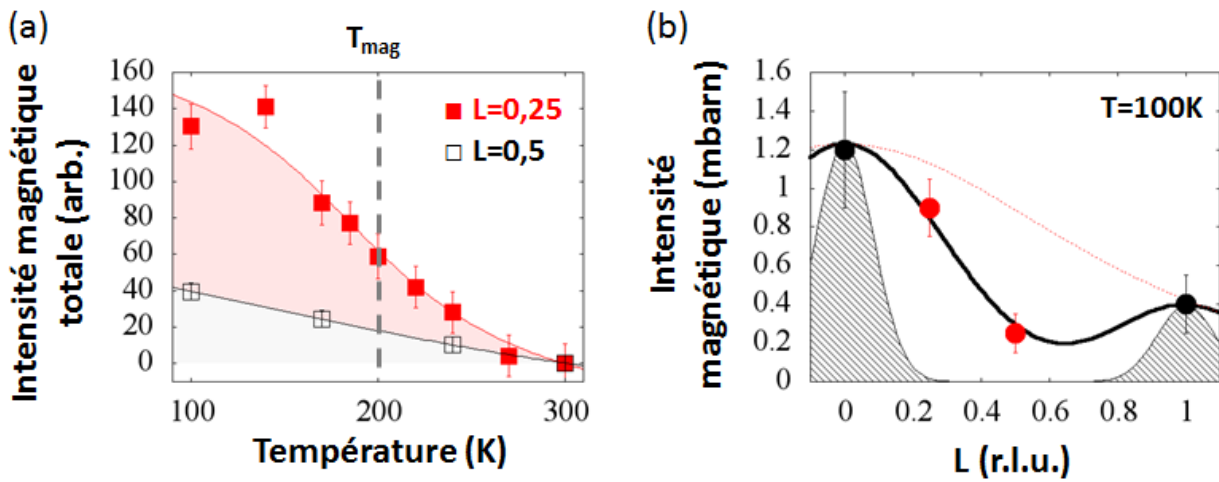 (a)
T_mag
Intensité magnétique
totale (arb.)
160
140
120
100
80
60
40
20
0
L=0,25
L=0,5
100
200
300
Température (K)
(b)
Intensité
magnétique (mbarn)
1.6
1.4
1.2
1
0.8
0.6
0.4
0.2
0
T=100K
0
0.2
0.4
0.6
0.8
1
L (r.l.u.)